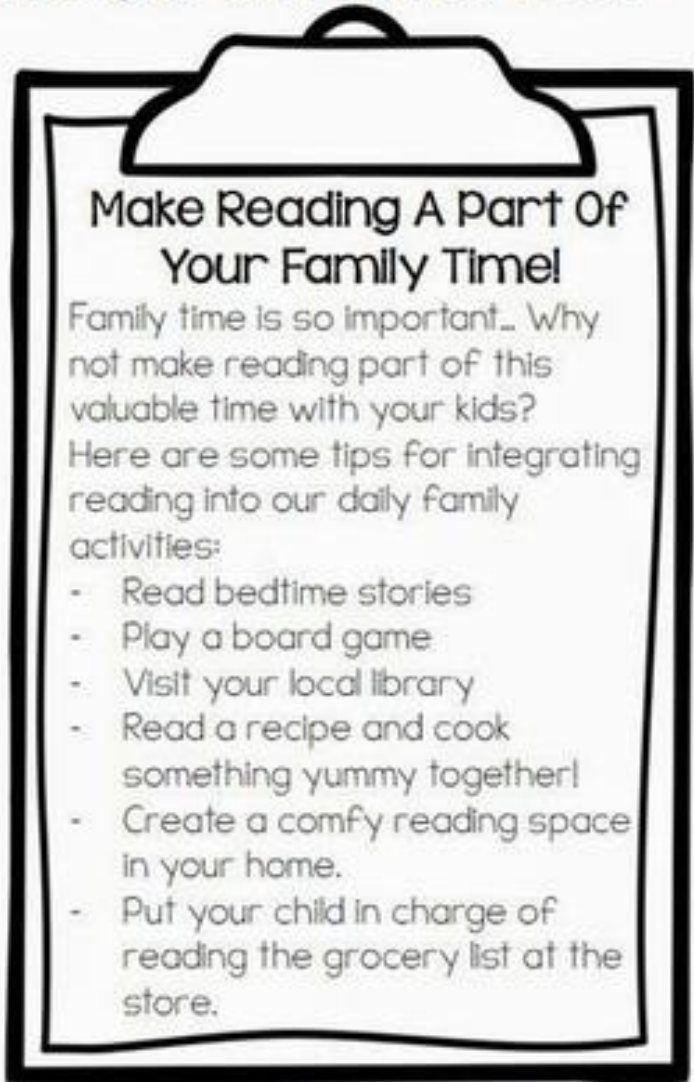 Make Reading A Part Of
Your Family Time!
Family time is so important... Why
not make reading part of this
valuable time with your kids?
Here are some tips for integrating
reading into our daily family
activities:
- Read bedtime stories
- Play a board game
- Visit your local library
- Read a recipe and cook
something yummy together!
- Create a comfy reading space
in your home.
- Put your child in charge of
reading the grocery list at the
store.